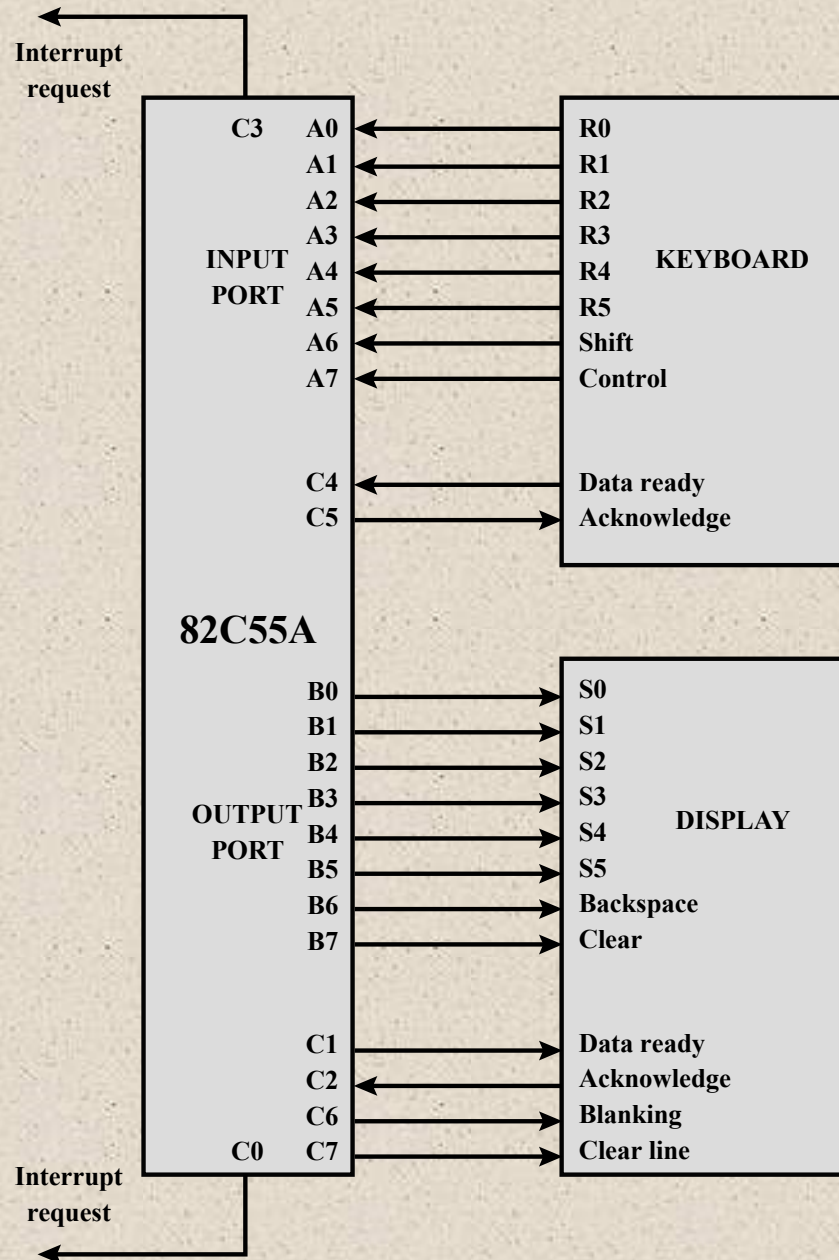 Interrupt
request
C3 A0 R0
A1 R1
A2 R2
A3 R3
INPUT
PORT
KEYBOARD
A4 R4
A5 R5
A6 Shift
A7 Control
C4 Data ready
C5 Acknowledge
82C55A
B0 S0
B1 S1
B2 S2
B3 S3
OUTPUT
PORT
DISPLAY
B4 S4
B5 S5
B6 Backspace
B7 Clear
C1 Data ready
C2 Acknowledge
C6 Blanking
C0 C7 Clear line
Interrupt
request